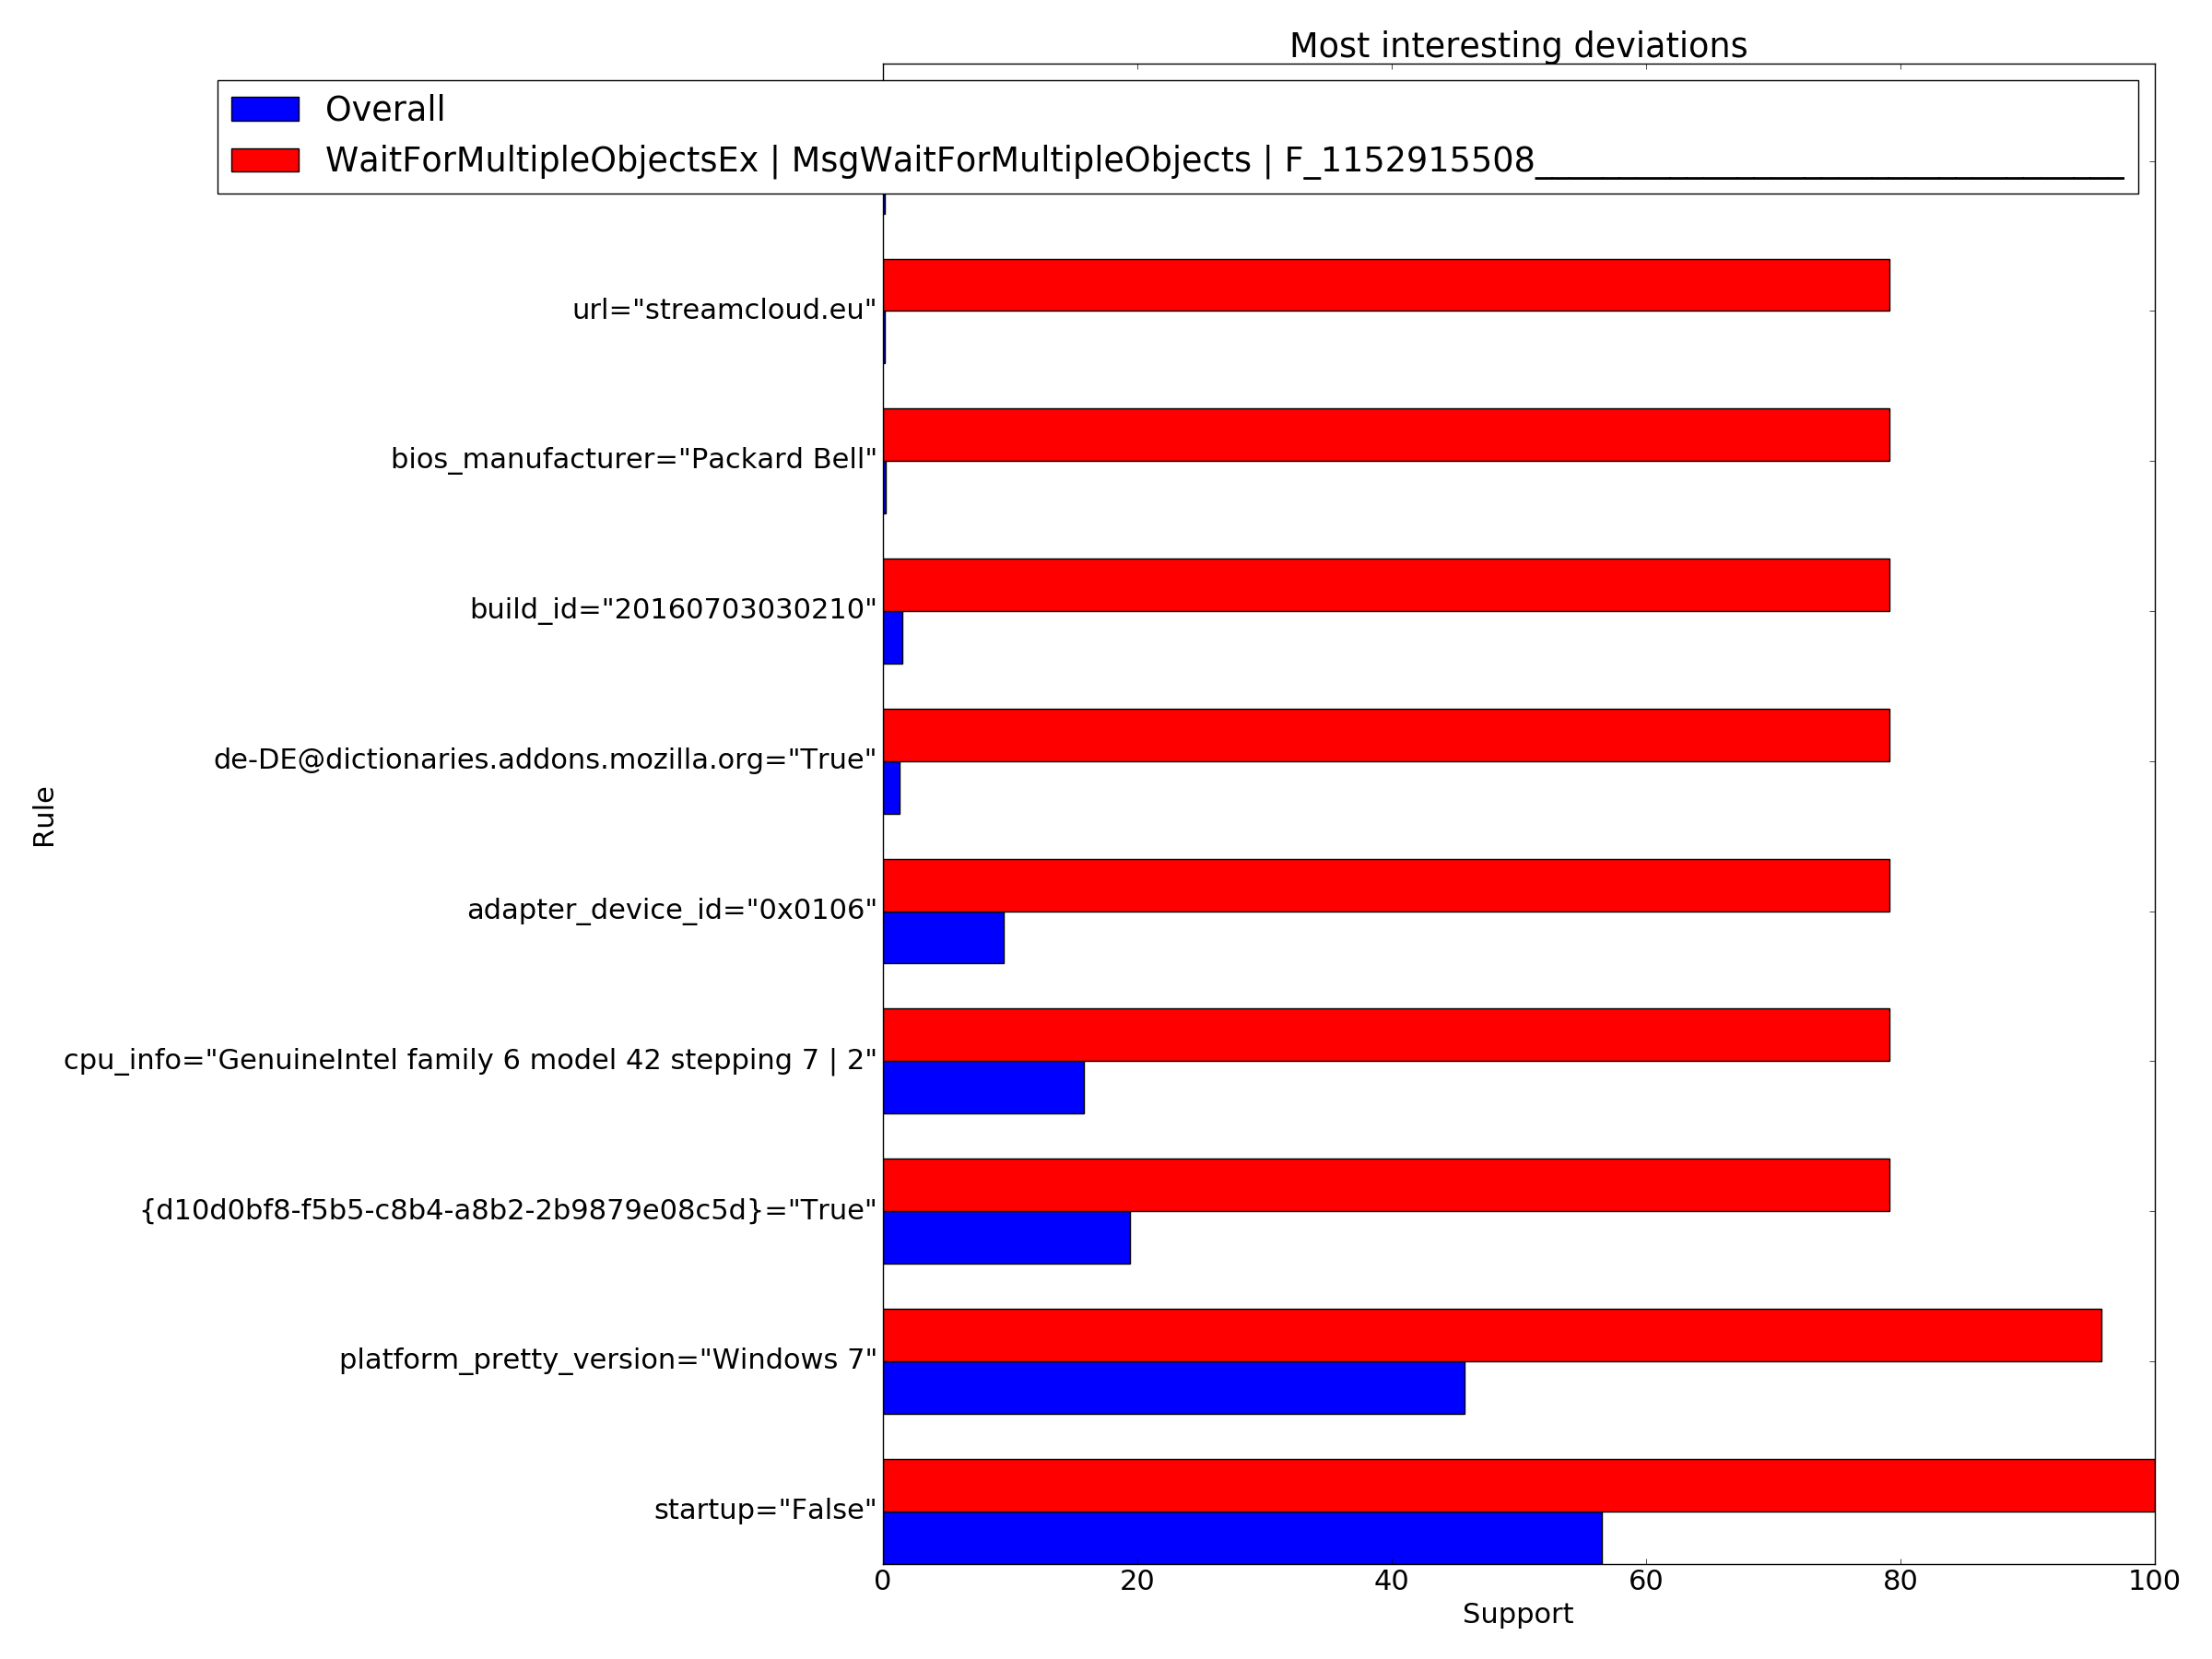 Most interesting deviations
Overall
WaitForMultipleObjectsEx | MsgWaitForMultipleObjects | F_1152915508___________________________________
url="streamcloud.eu"
bios_manufacturer="Packard Bell"
build_id="20160703030210"
de-DE@dictionaries.addons.mozilla.org="True"
adapter_device_id="0x0106"
cpu_info="GenuineIntel family 6 model 42 stepping 7 | 2"
{d10d0bf8-f5b5-c8b4-a8b2-2b9879e08c5d}="True"
platform_pretty_version="Windows 7"
startup="False"
Rule
0 20 40 60 80 100
Support